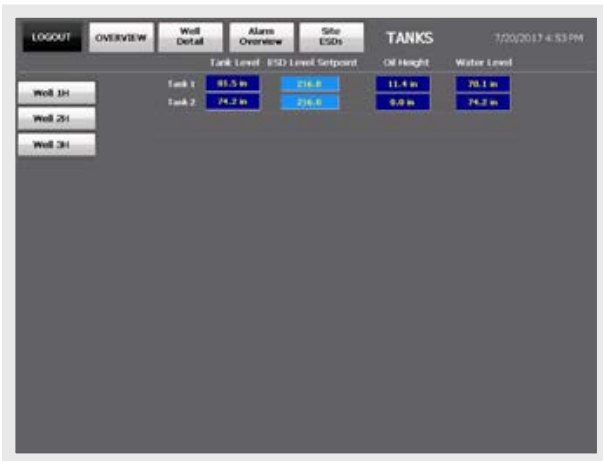 LOGOUT OVERVIEW Well Detail Alarm Overview Site ESDs TANKS 7/20/2017 4:53 PM
Tank Level ESD Level Setpoint Oil Height Water Level
Well 1H Tank 1 81.5 in 216.0 11.4 in 70.1 in
Tank 2 74.2 in 216.0 0.0 in 74.2 in
Well 2H
Well 3H